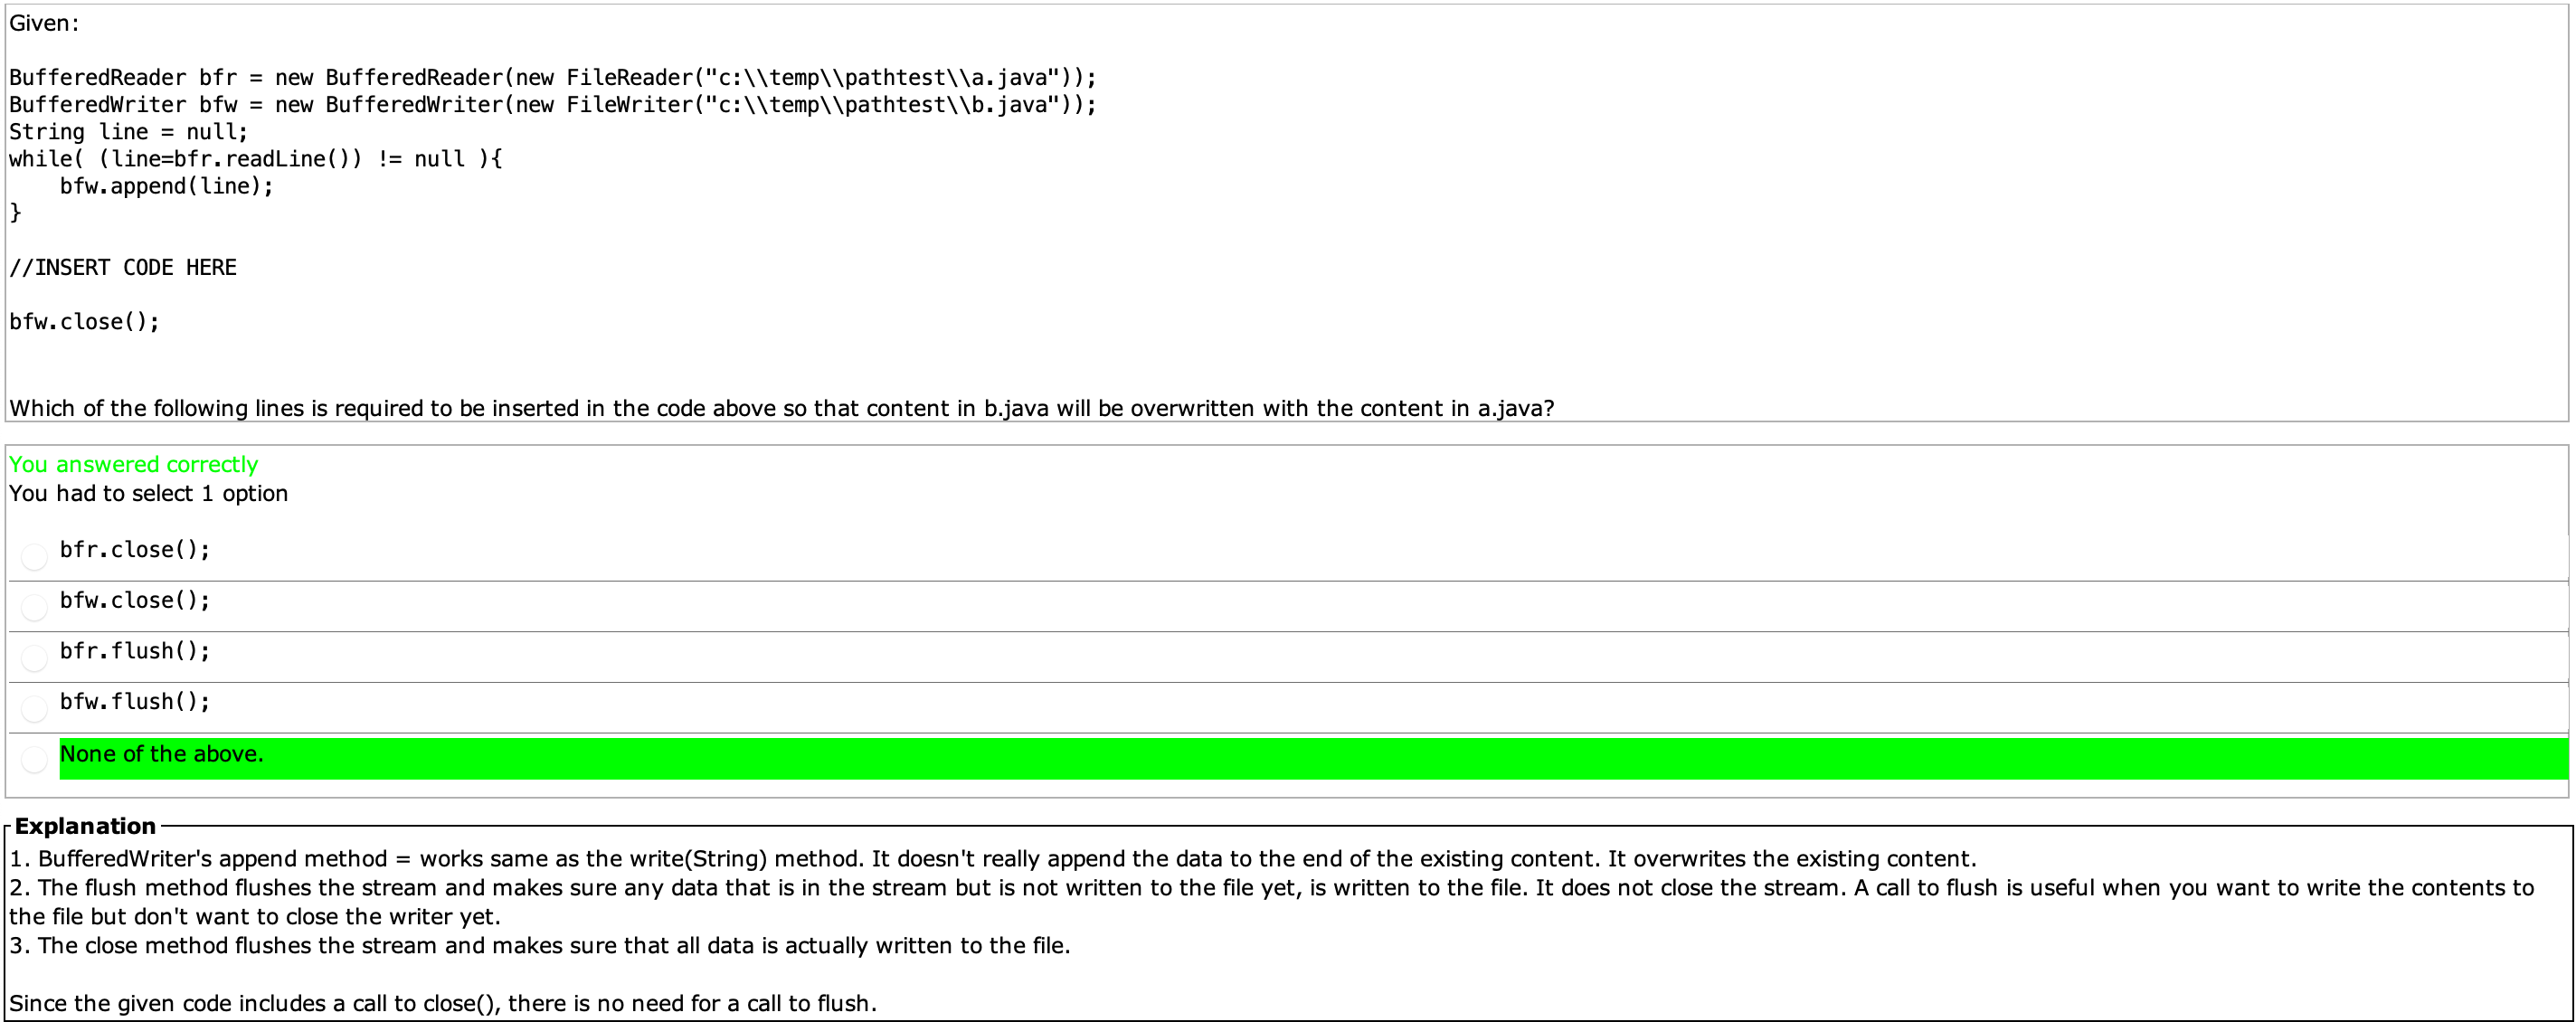 Given:
BufferedReader bfr = new BufferedReader(new FileReader("c:\\temp\\pathtest\\a.java"));
BufferedWriter bfw = new BufferedWriter(new FileWriter("c:\\temp\\pathtest\\b.java"));
String line = null;
while( (line=bfr.readLine()) != null ){
    bfw.append(line);
}
//INSERT CODE HERE
bfw.close();
Which of the following lines is required to be inserted in the code above so that content in b.java will be overwritten with the content in a.java?
You answered correctly
You had to select 1 option
bfr.close();
bfw.close();
bfr.flush();
bfw.flush();
None of the above.
Explanation
1. BufferedWriter's append method = works same as the write(String) method. It doesn't really append the data to the end of the existing content. It overwrites the existing content.
2. The flush method flushes the stream and makes sure any data that is in the stream but is not written to the file yet, is written to the file. It does not close the stream. A call to flush is useful when you want to write the contents to
the file but don't want to close the writer yet.
3. The close method flushes the stream and makes sure that all data is actually written to the file.
Since the given code includes a call to close(), there is no need for a call to flush.